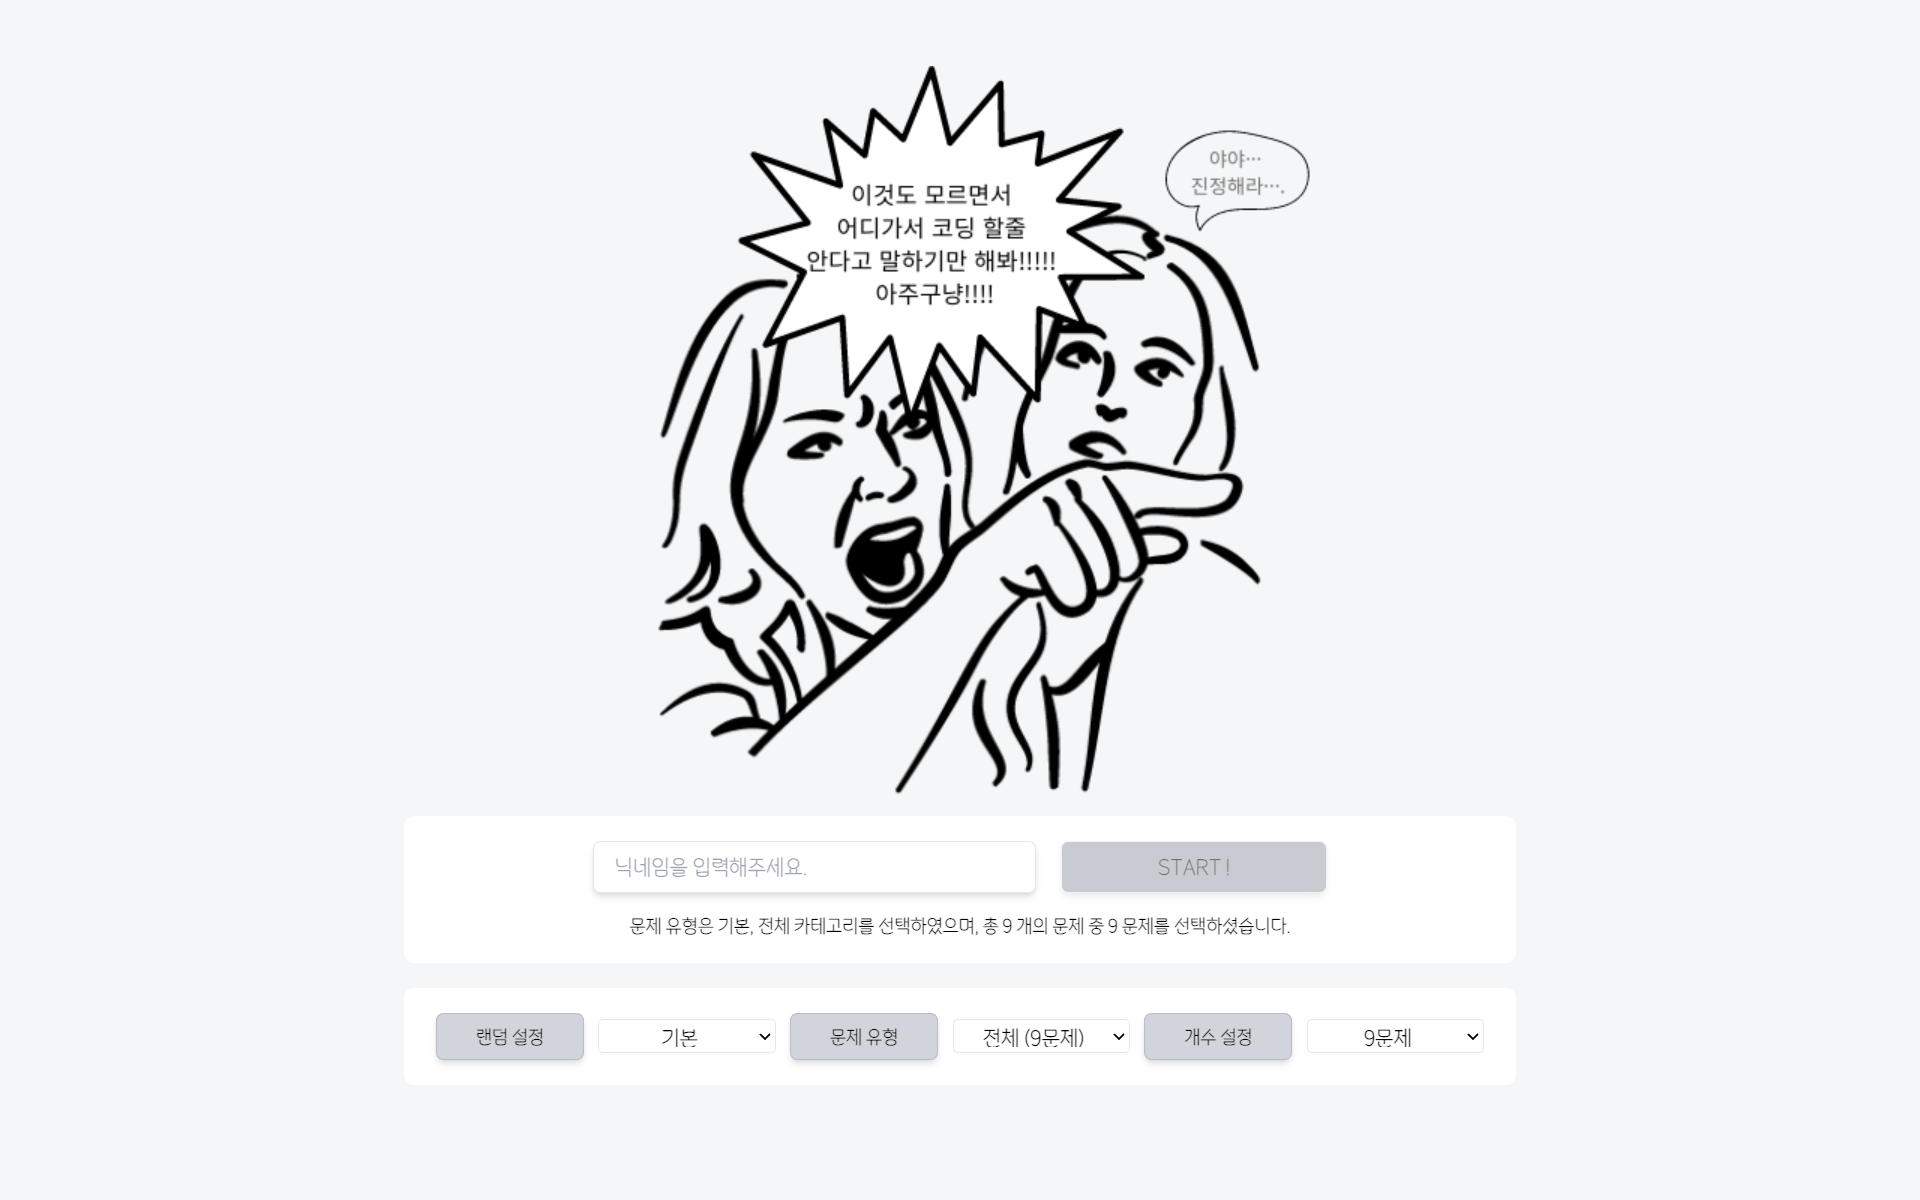 야야…
진정해라….
이것도 모르면서
어디가서 코딩 할줄
안다고 말하기만 해봐!!!!!
아주구냥!!!!
닉네임을 입력해주세요.
START !
문제 유형은 기본, 전체 카테고리를 선택하였으며, 총 9 개의 문제 중 9 문제를 선택하셨습니다.
랜덤 설정
기본
문제 유형
전체 (9문제)
개수 설정
9문제